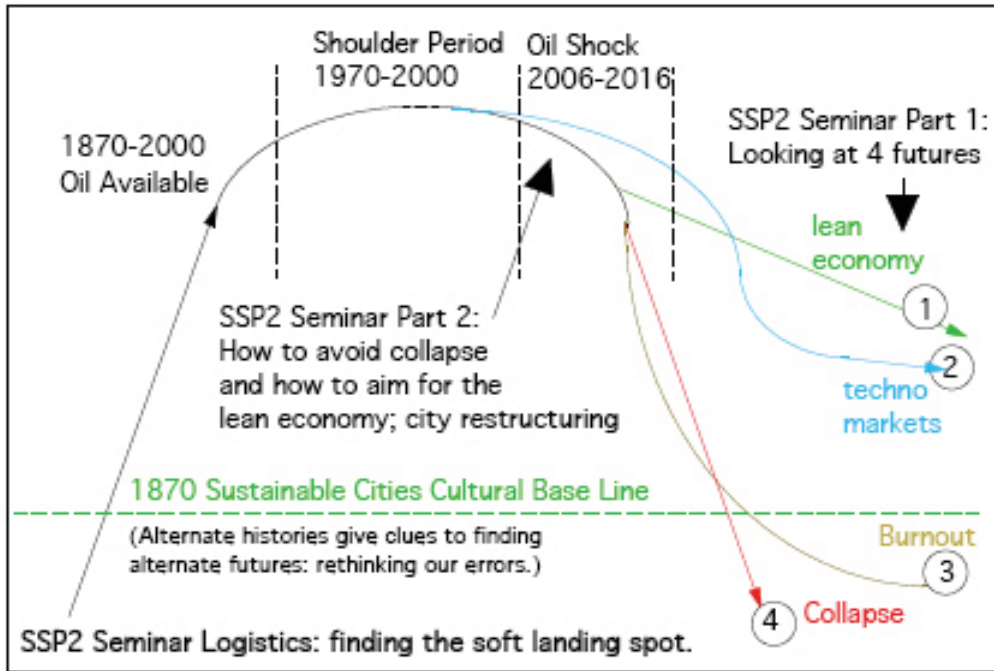 Shoulder Period
1970-2000
Oil Shock
2006-2016
1870-2000
Oil Available
SSP2 Seminar Part 1:
Looking at 4 futures
lean
economy
1
SSP2 Seminar Part 2:
How to avoid collapse
and how to aim for the
lean economy; city restructuring
2
techno
markets
1870 Sustainable Cities Cultural Base Line
(Alternate histories give clues to finding
alternate futures: rethinking our errors.)
Burnout
3
4
Collapse
SSP2 Seminar Logistics: finding the soft landing spot.